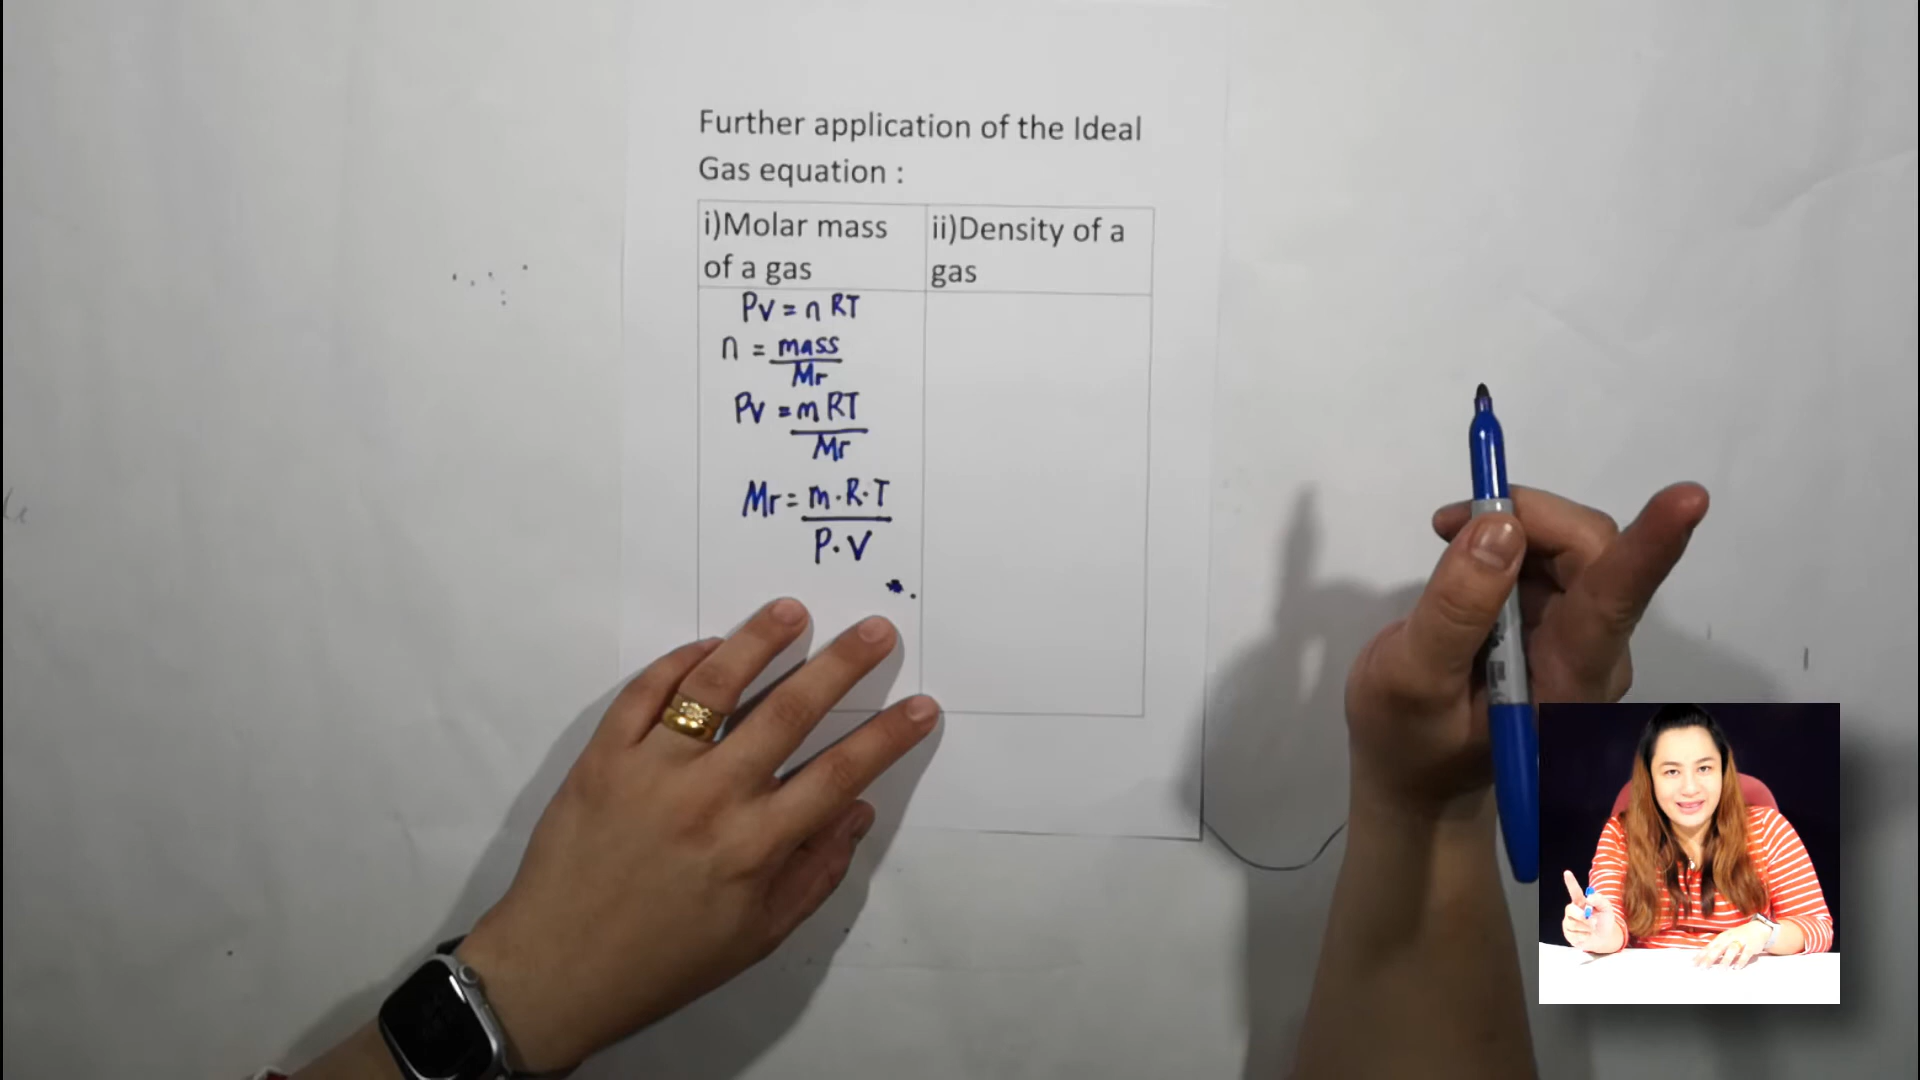 Further application of the Ideal
Gas equation :
i)Molar mass
of a gas
ii)Density of a
gas
PV = n RT
n = mass
Mr
PV = m RT
Mr
Mr = m · R · T
P · V